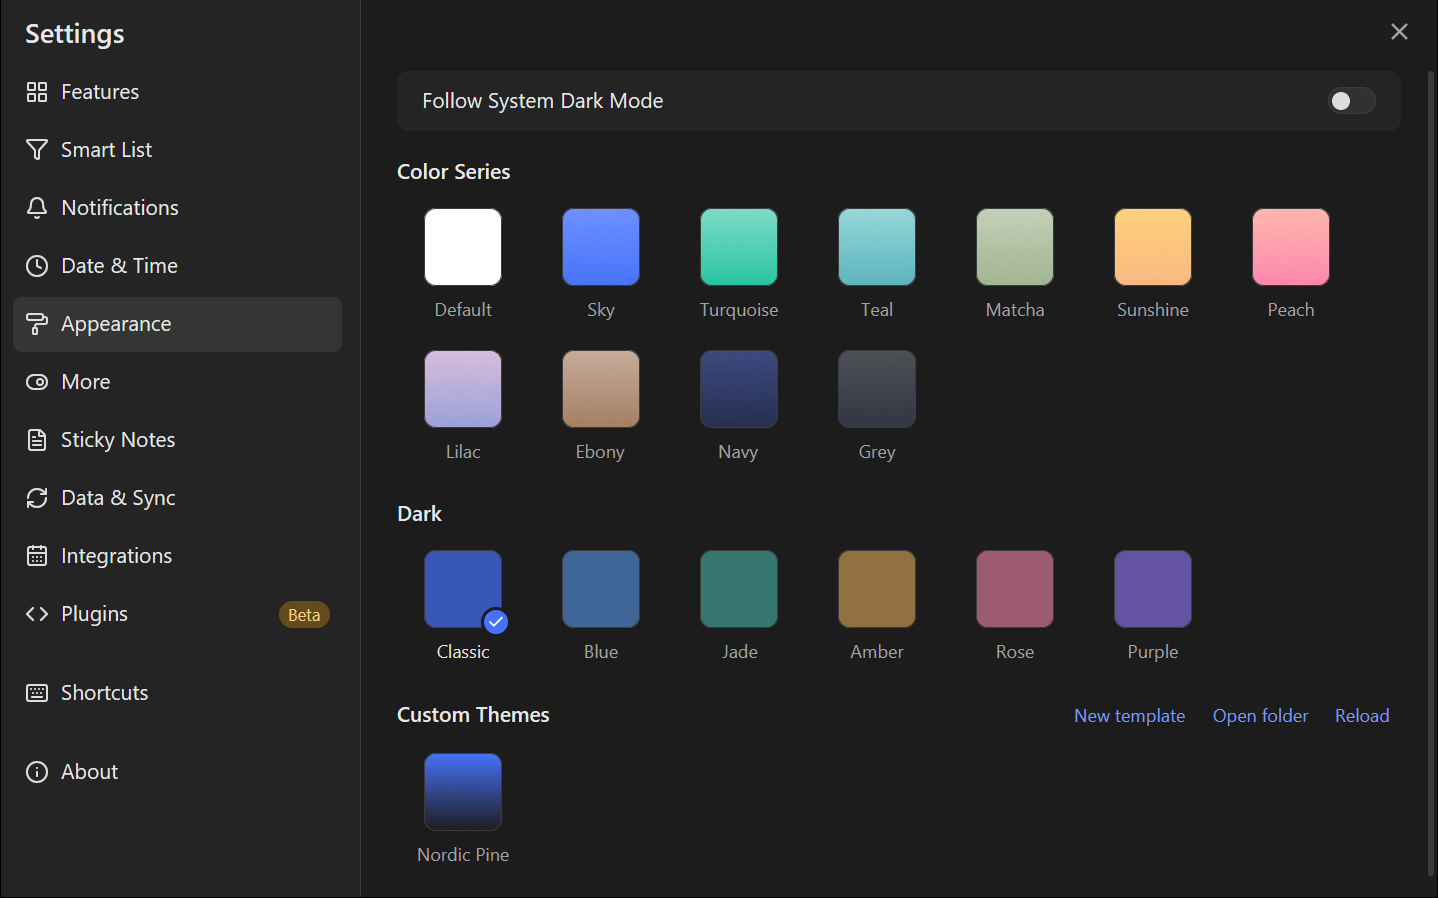 Settings
Features
Smart List
Notifications
Date & Time
Appearance
More
Sticky Notes
Data & Sync
Integrations
Plugins
Beta
Shortcuts
About
Follow System Dark Mode
Color Series
Default
Sky
Turquoise
Teal
Matcha
Sunshine
Peach
Lilac
Ebony
Navy
Grey
Dark
Classic
Blue
Jade
Amber
Rose
Purple
Custom Themes
New template
Open folder
Reload
Nordic Pine